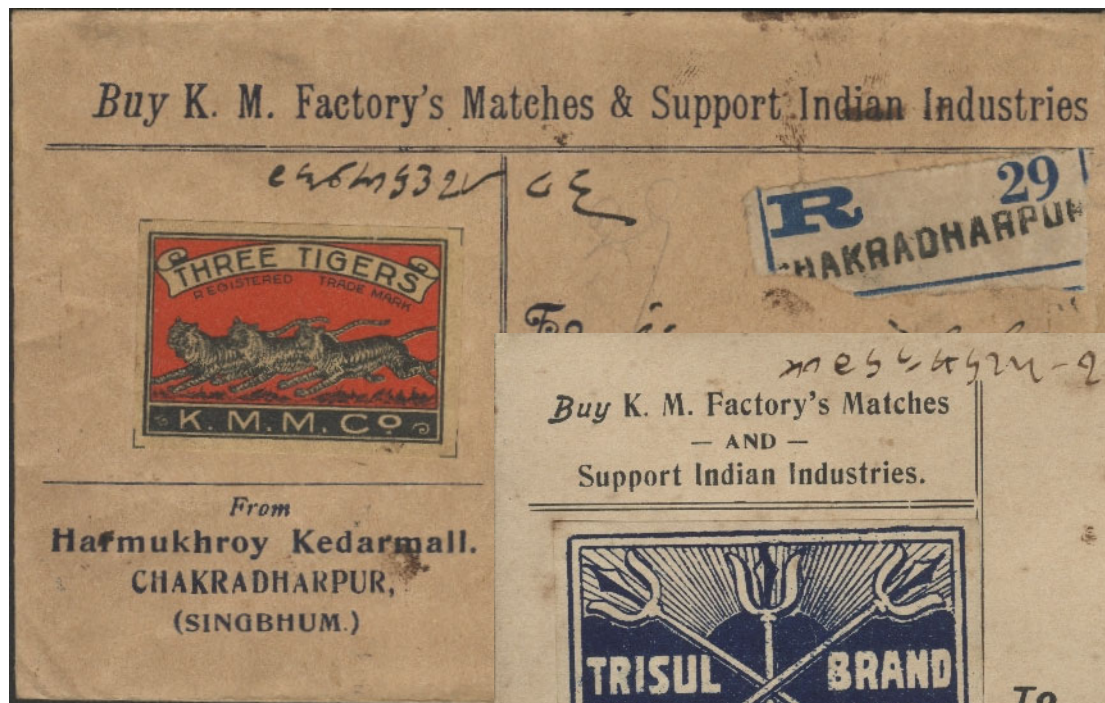 Buy K. M. Factory's Matches & Support Indian Industries
R 29
CHAKRADHARPUR
THREE TIGERS
REGISTERED TRADE MARK
K. M. M. Co
From
Harmukhroy Kedarmall.
CHAKRADHARPUR,
(SINGBHUM.)
Buy K. M. Factory's Matches
— AND —
Support Indian Industries.
TRISUL BRAND
To